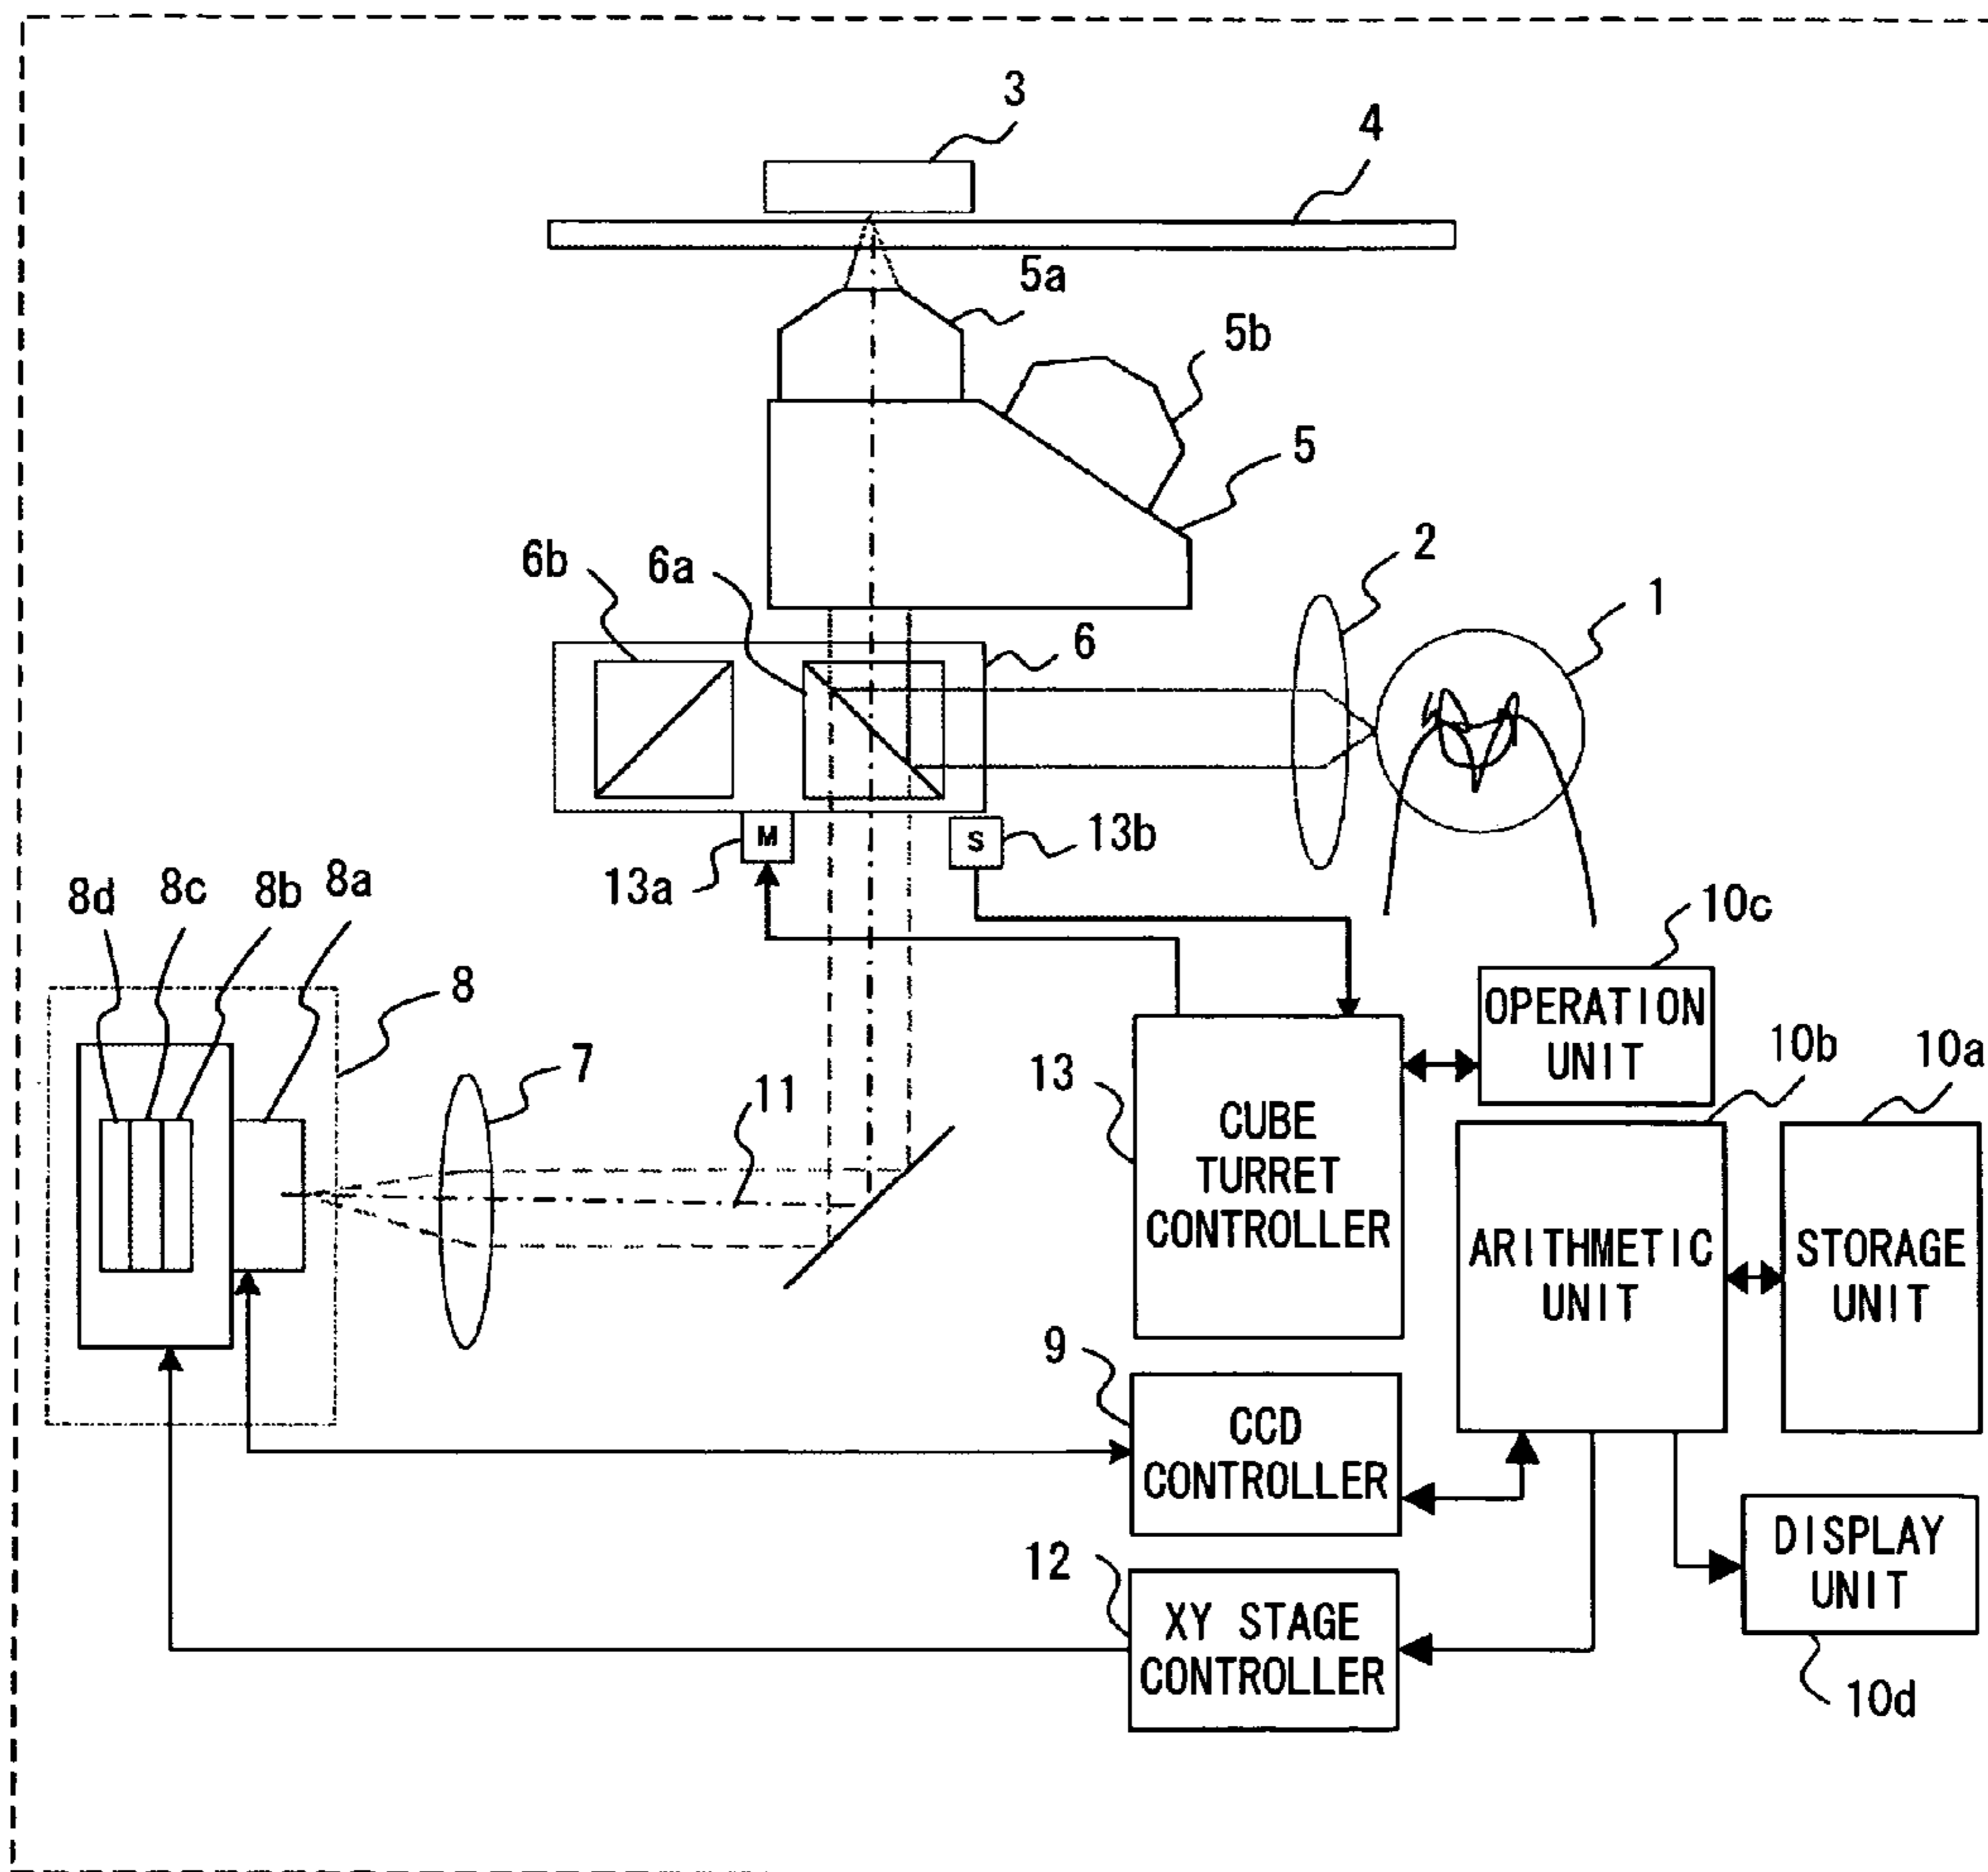 3
4
5a
5b
5
6b
6a
2
1
6
M
S
13b
13a
8d
8c
8b
8a
10c
8
OPERATION
UNIT
7
11
13
10b
10a
CUBE
TURRET
CONTROLLER
ARITHMETIC
UNIT
STORAGE
UNIT
9
CCD
CONTROLLER
DISPLAY
UNIT
12
XY STAGE
CONTROLLER
10d